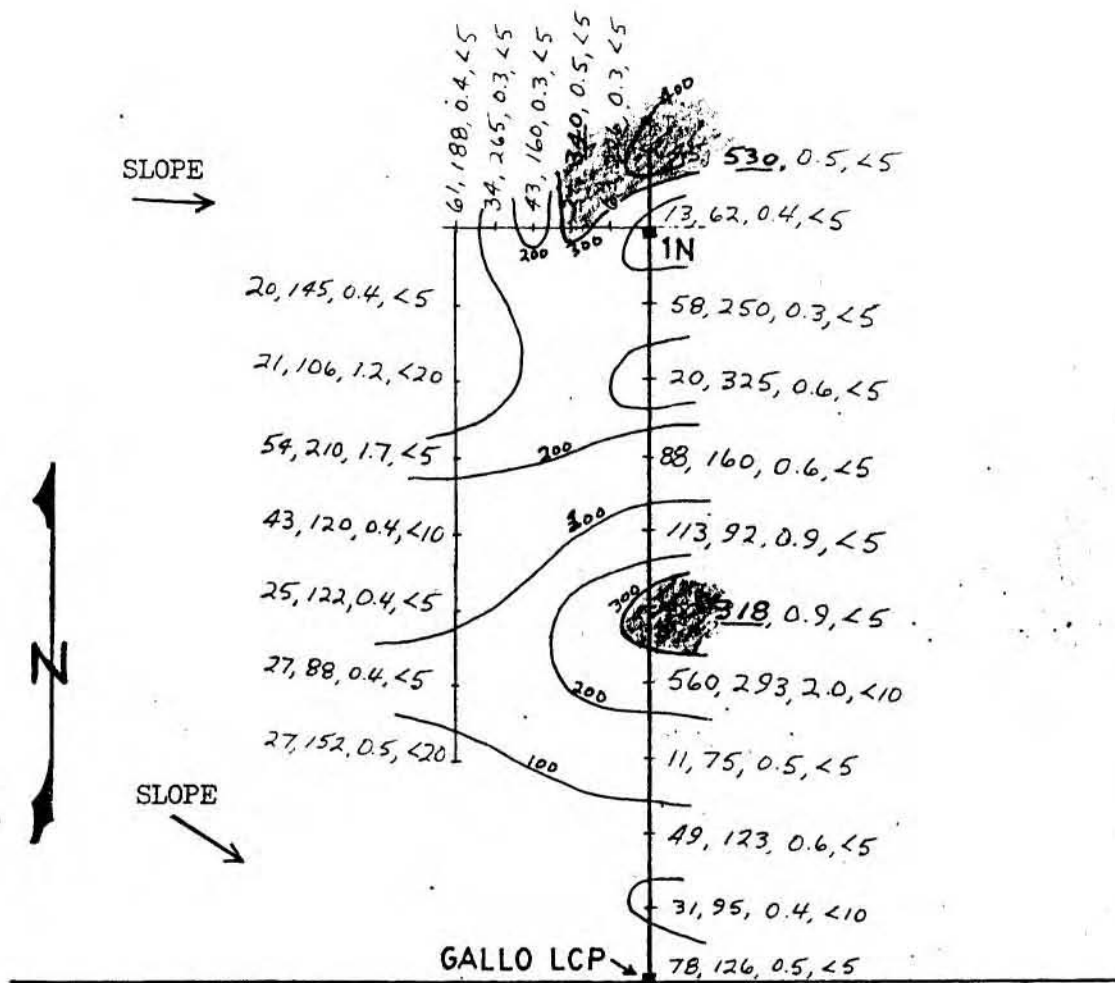 61, 188, 0.4, <5
34, 265, 0.3, <5
43, 160, 0.3, <5
340, 0.5, <5
0.3, <5
400
530, 0.5, <5
SLOPE
13, 62, 0.4, <5
1N
200
300
20, 145, 0.4, <5
58, 250, 0.3, <5
21, 106, 1.2, <20
20, 325, 0.6, <5
54, 210, 1.7, <5
200
88, 160, 0.6, <5
43, 120, 0.4, <10
100
113, 92, 0.9, <5
25, 122, 0.4, <5
300
318, 0.9, <5
N
27, 88, 0.4, <5
200
560, 293, 2.0, <10
27, 152, 0.5, <20
100
11, 75, 0.5, <5
SLOPE
49, 123, 0.6, <5
31, 95, 0.4, <10
GALLO LCP
78, 126, 0.5, <5